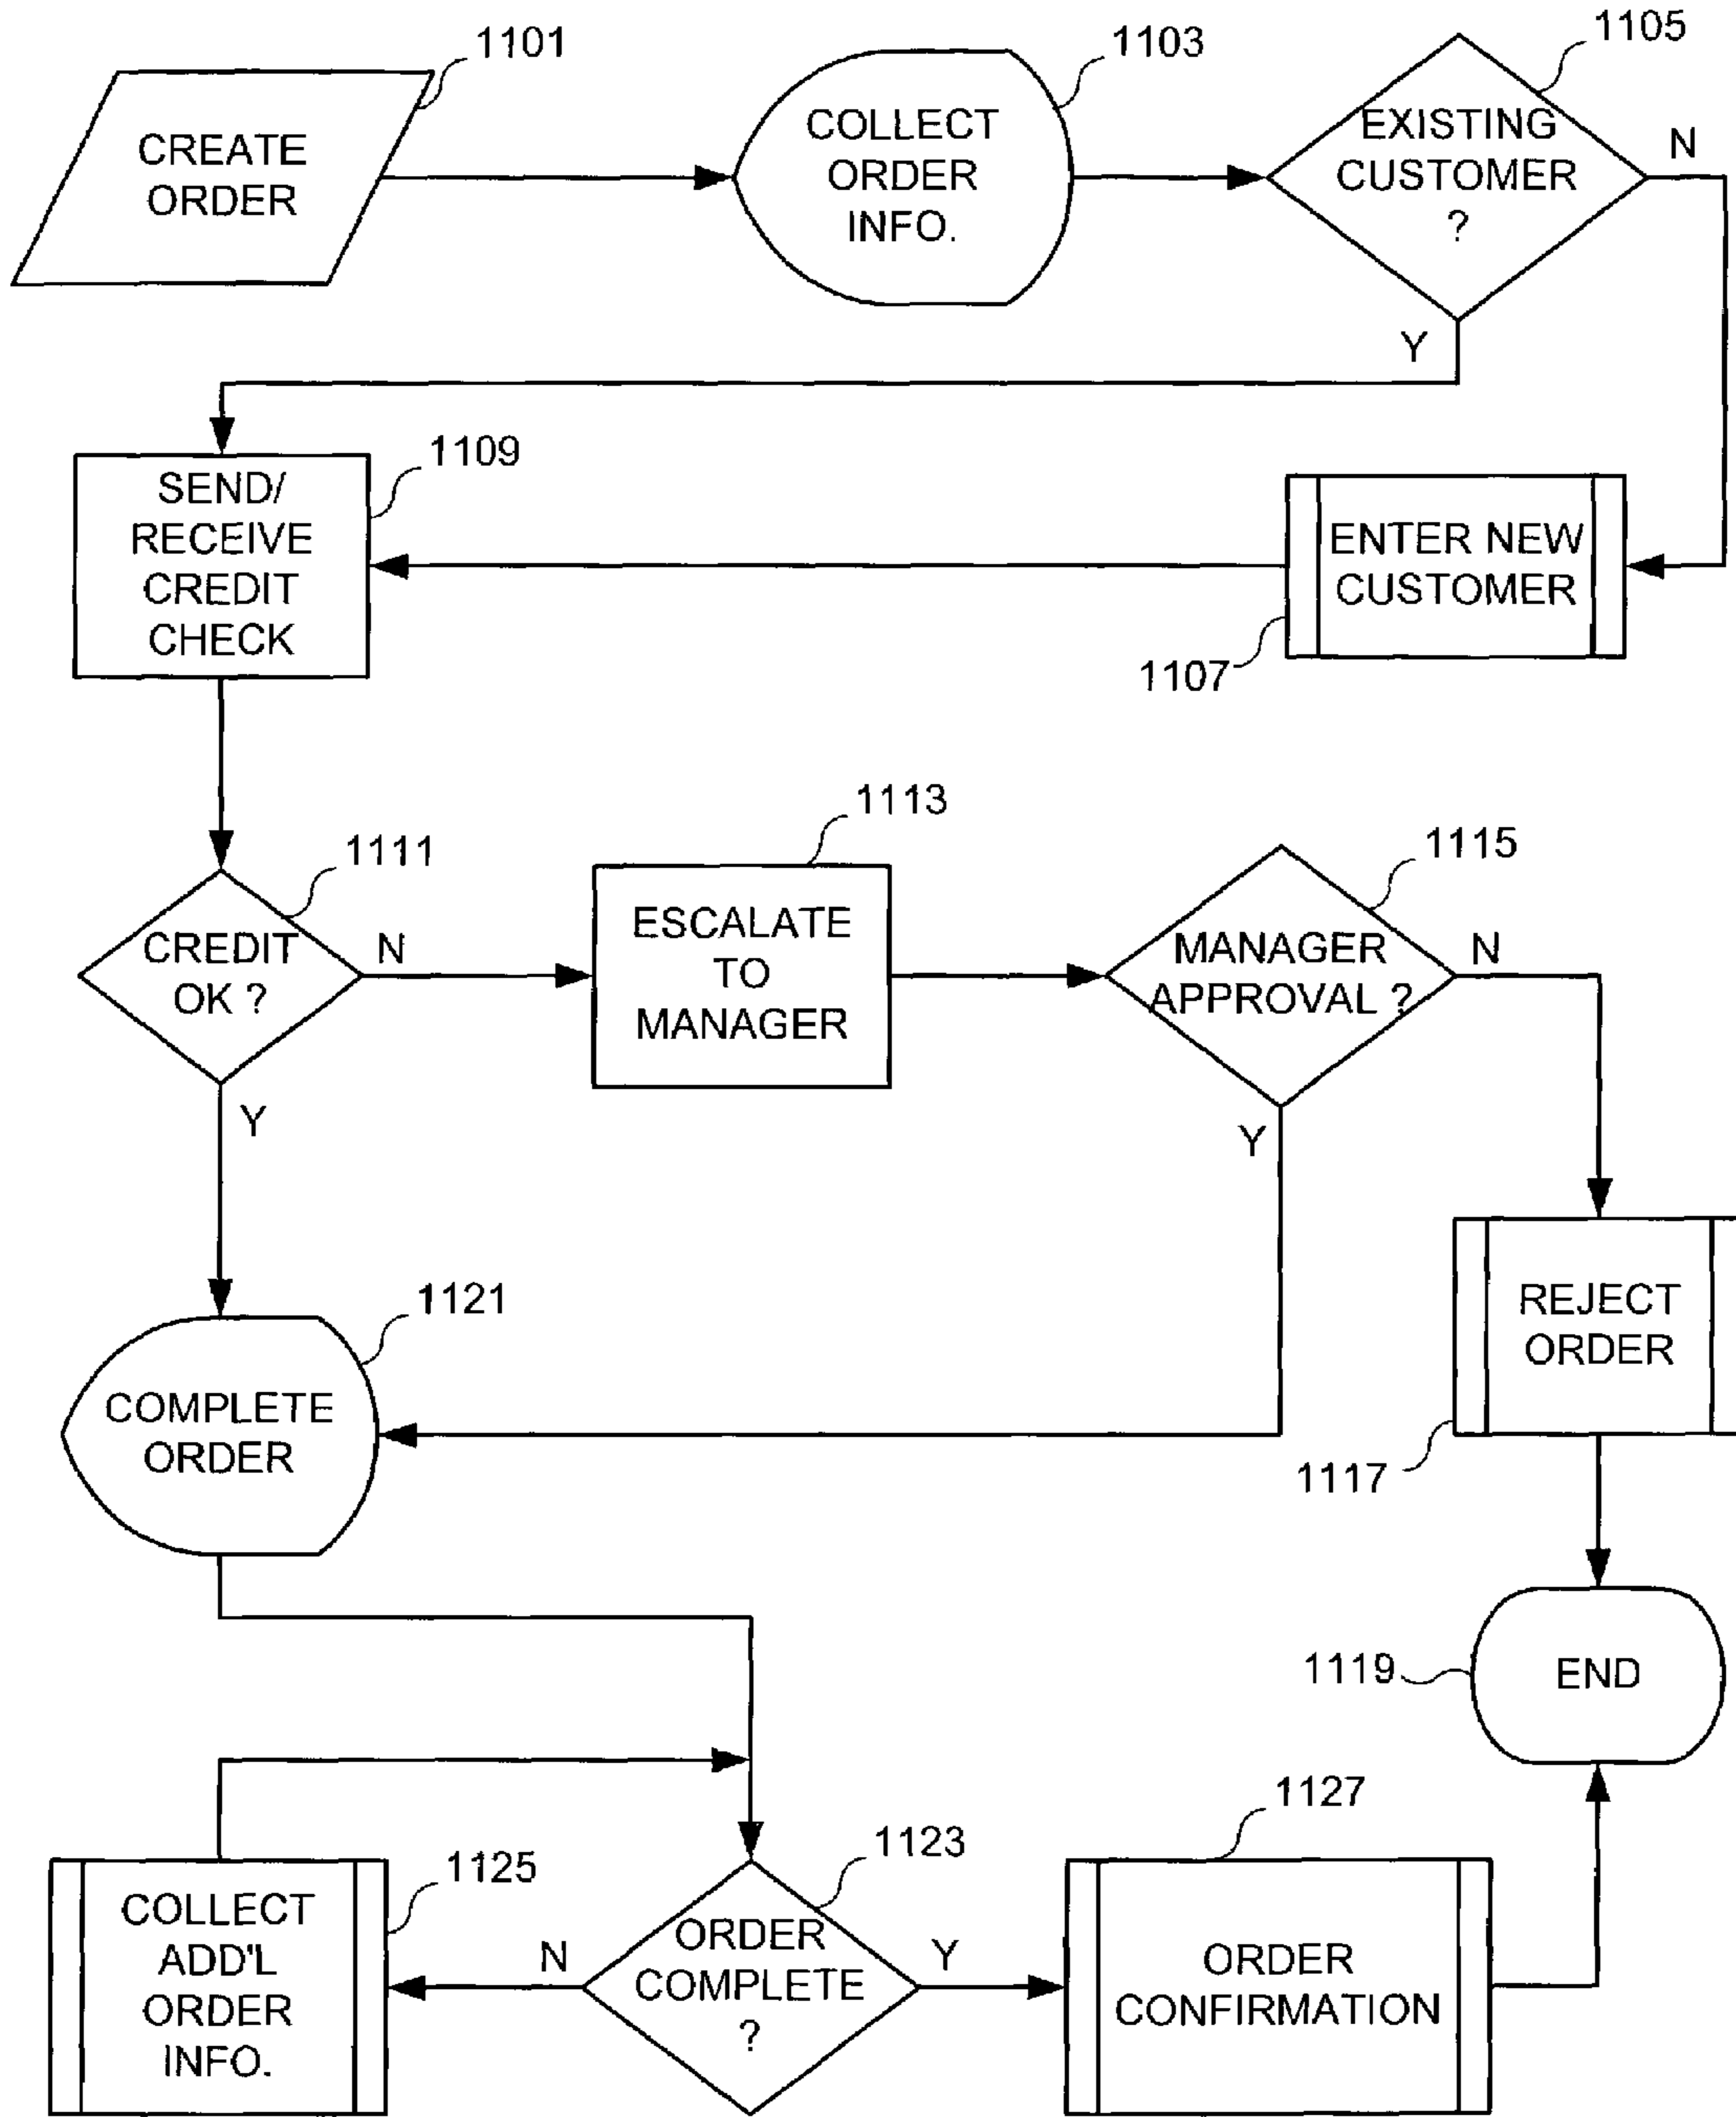 1101
CREATE
ORDER
1103
COLLECT
ORDER
INFO.
1105
EXISTING
CUSTOMER
?
N
Y
1109
SEND/
RECEIVE
CREDIT
CHECK
ENTER NEW
CUSTOMER
1107
1111
CREDIT
OK ?
N
Y
1113
ESCALATE
TO
MANAGER
1115
MANAGER
APPROVAL ?
N
Y
REJECT
ORDER
1117
1121
COMPLETE
ORDER
1119
END
1125
COLLECT
ADD'L
ORDER
INFO.
N
1123
ORDER
COMPLETE
?
Y
1127
ORDER
CONFIRMATION